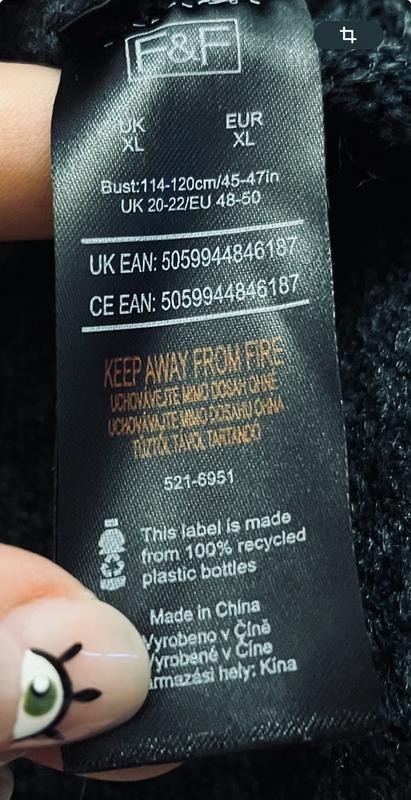 F&F
UK EUR
XL XL
Bust:114-120cm/45-47in
UK 20-22/EU 48-50
UK EAN: 5059944846187
CE EAN: 5059944846187
KEEP AWAY FROM FIRE
UCHOVÁVEJTE MIMO DOSAH OHNĚ
UCHOVÁVAJTE MIMO DOSAHU OHŇA
TŰZTŐL TÁVOL TARTANDÓ
521-6951
This label is made
from 100% recycled
plastic bottles
Made in China
Vyrobeno v Číně
Vyrobené v Číne
ármazási hely: Kína